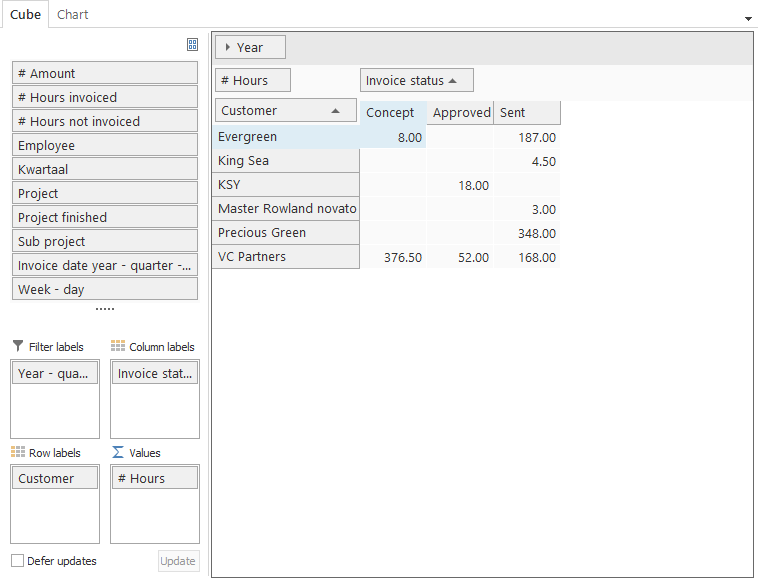 Cube Chart
# Amount
# Hours invoiced
# Hours not invoiced
Employee
Kwartaal
Project
Project finished
Sub project
Invoice date year - quarter -...
Week - day
Filter labels
Year - qua...
Column labels
Invoice stat...
Row labels
Customer
Values
# Hours
Defer updates Update
Year
# Hours Invoice status
Customer Concept Approved Sent
Evergreen 8.00 187.00
King Sea 4.50
KSY 18.00
Master Rowland novato 3.00
Precious Green 348.00
VC Partners 376.50 52.00 168.00